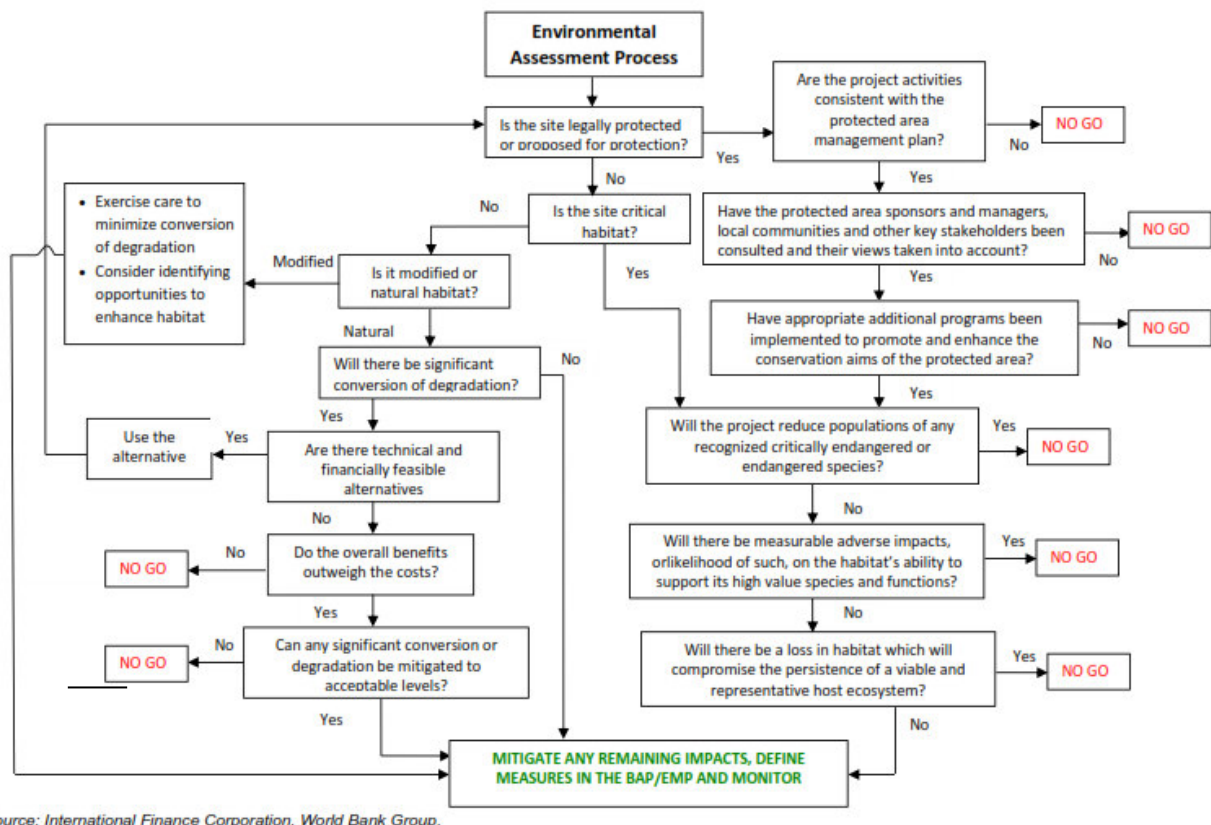 Environmental
Assessment Process
Are the project activities
consistent with the
protected area
management plan?
NO GO
No
Is the site legally protected
or proposed for protection?
Yes
Yes
No
• Exercise care to
minimize conversion
of degradation
• Consider identifying
opportunities to
enhance habitat
No
Is the site critical
habitat?
Have the protected area sponsors and managers,
local communities and other key stakeholders been
consulted and their views taken into account?
NO GO
No
Modified
Is it modified or
natural habitat?
Yes
Yes
Natural
Have appropriate additional programs been
implemented to promote and enhance the
conservation aims of the protected area?
NO GO
No
Will there be significant
conversion of degradation?
No
Yes
Yes
Use the
alternative
Yes
Are there technical and
financially feasible
alternatives
Will the project reduce populations of any
recognized critically endangered or
endangered species?
Yes
NO GO
No
No
NO GO
No
Do the overall benefits
outweigh the costs?
Will there be measurable adverse impacts,
orlikelihood of such, on the habitat's ability to
support its high value species and functions?
Yes
NO GO
Yes
No
NO GO
No
Can any significant conversion or
degradation be mitigated to
acceptable levels?
Will there be a loss in habitat which will
compromise the persistence of a viable and
representative host ecosystem?
Yes
NO GO
Yes
No
MITIGATE ANY REMAINING IMPACTS, DEFINE
MEASURES IN THE BAP/EMP AND MONITOR
ource: International Finance Corporation, World Bank Group.